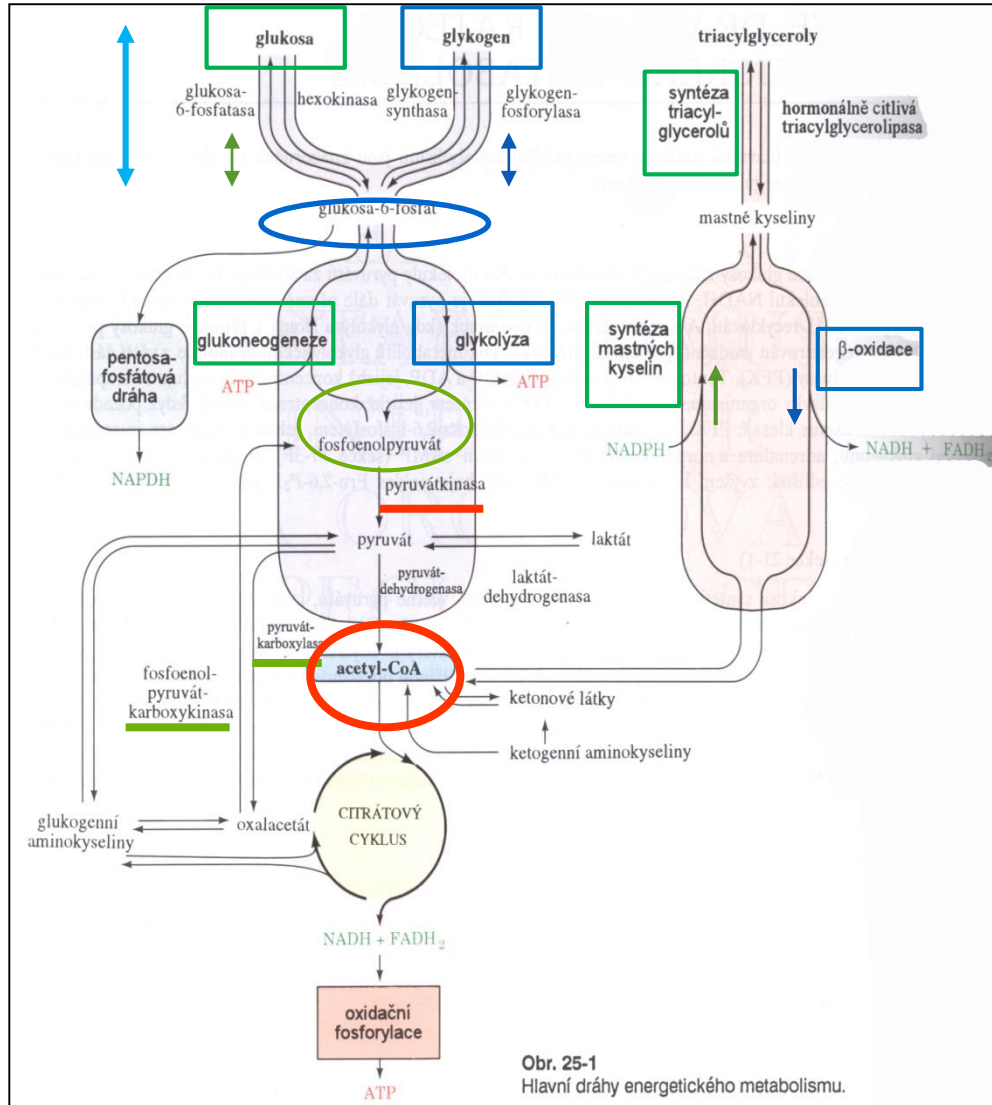 glukosa
glykogen
triacylglyceroly
glukosa-
6-fosfatasa
hexokinasa
glykogen-
synthasa
glykogen-
fosforylasa
syntéza
triacyl-
glycerolů
hormonálně citlivá
triacylglycerolipasa
glukosa-6-fosfát
mastné kyseliny
pentosa-
fosfátová
dráha
glukoneogeneze
glykolýza
syntéza
mastných
kyselin
β-oxidace
ATP
ATP
fosfoenolpyruvát
NAPDH
NADPH
NADH
FADH₂
pyruvátkinasa
pyruvát
laktát
pyruvát-
dehydrogenasa
laktát-
dehydrogenasa
pyruvát-
karboxylasa
acetyl-CoA
fosfoenol-
pyruvát-
karboxykinasa
ketonové látky
ketogenní aminokyseliny
glukogenní
aminokyseliny
oxalacetát
CITRÁTOVÝ
CYKLUS
NADH + FADH₂
oxidační
fosforylace
ATP
Obr. 25-1
Hlavní dráhy energetického metabolismu.